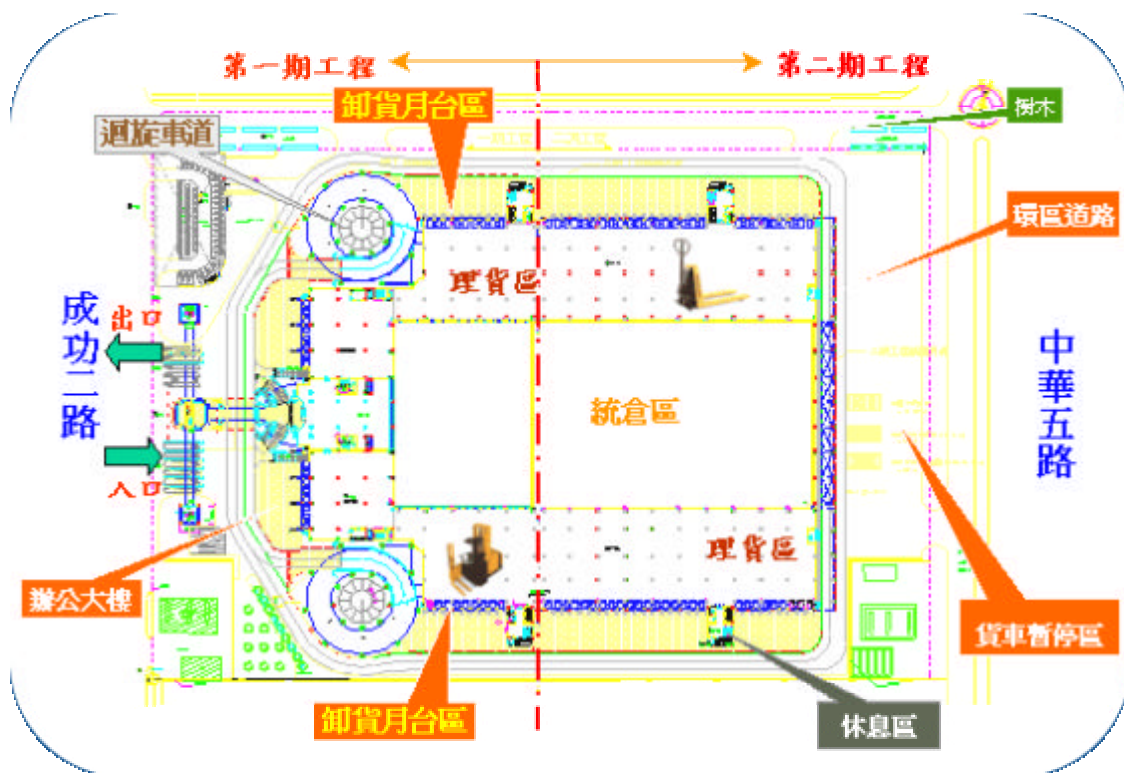 第一期工程
第二期工程
卸貨月台區
迴旋車道
樹木
環區道路
理貨區
成功二路
出口
中華五路
統倉區
入口
理貨區
辦公大樓
貨車暫停區
卸貨月台區
休息區